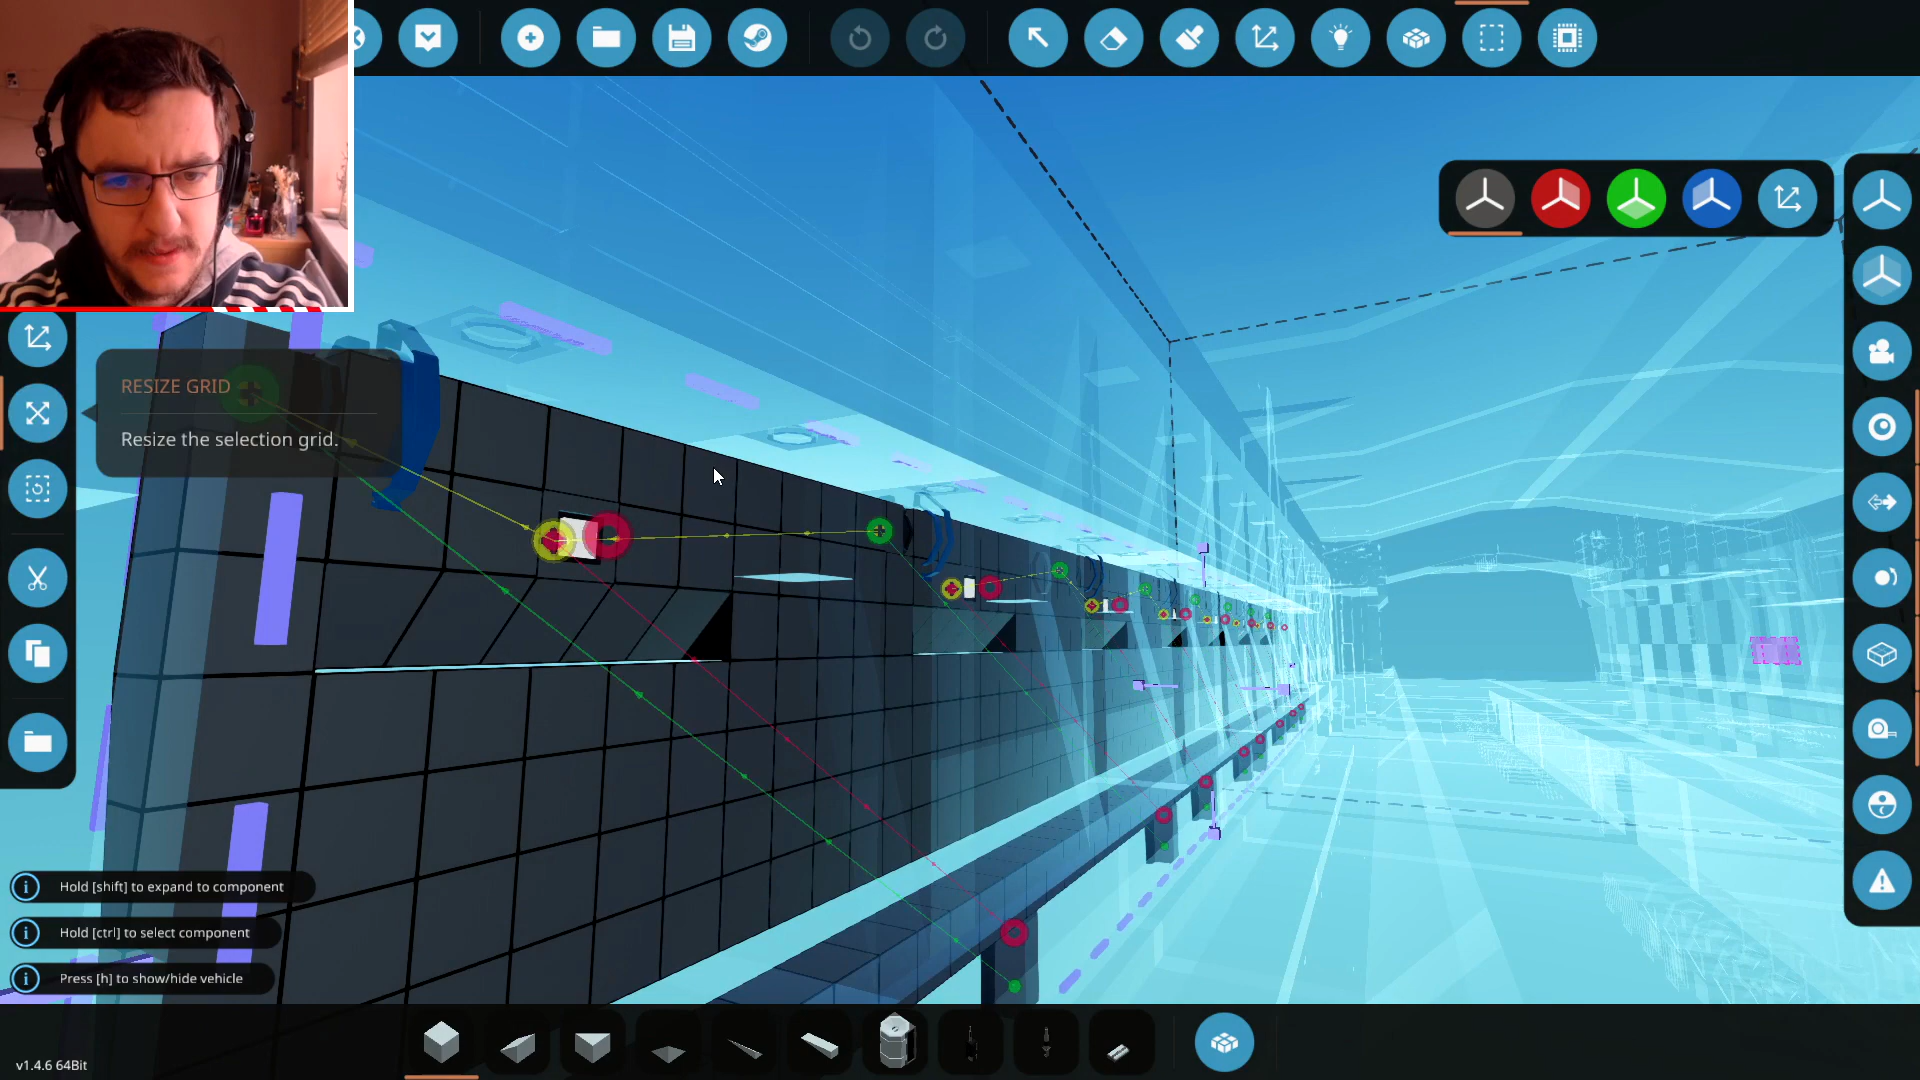 RESIZE GRID
Resize the selection grid.
Hold [shift] to expand to component
Hold [ctrl] to select component
Press [h] to show/hide vehicle
v1.4.6 64Bit